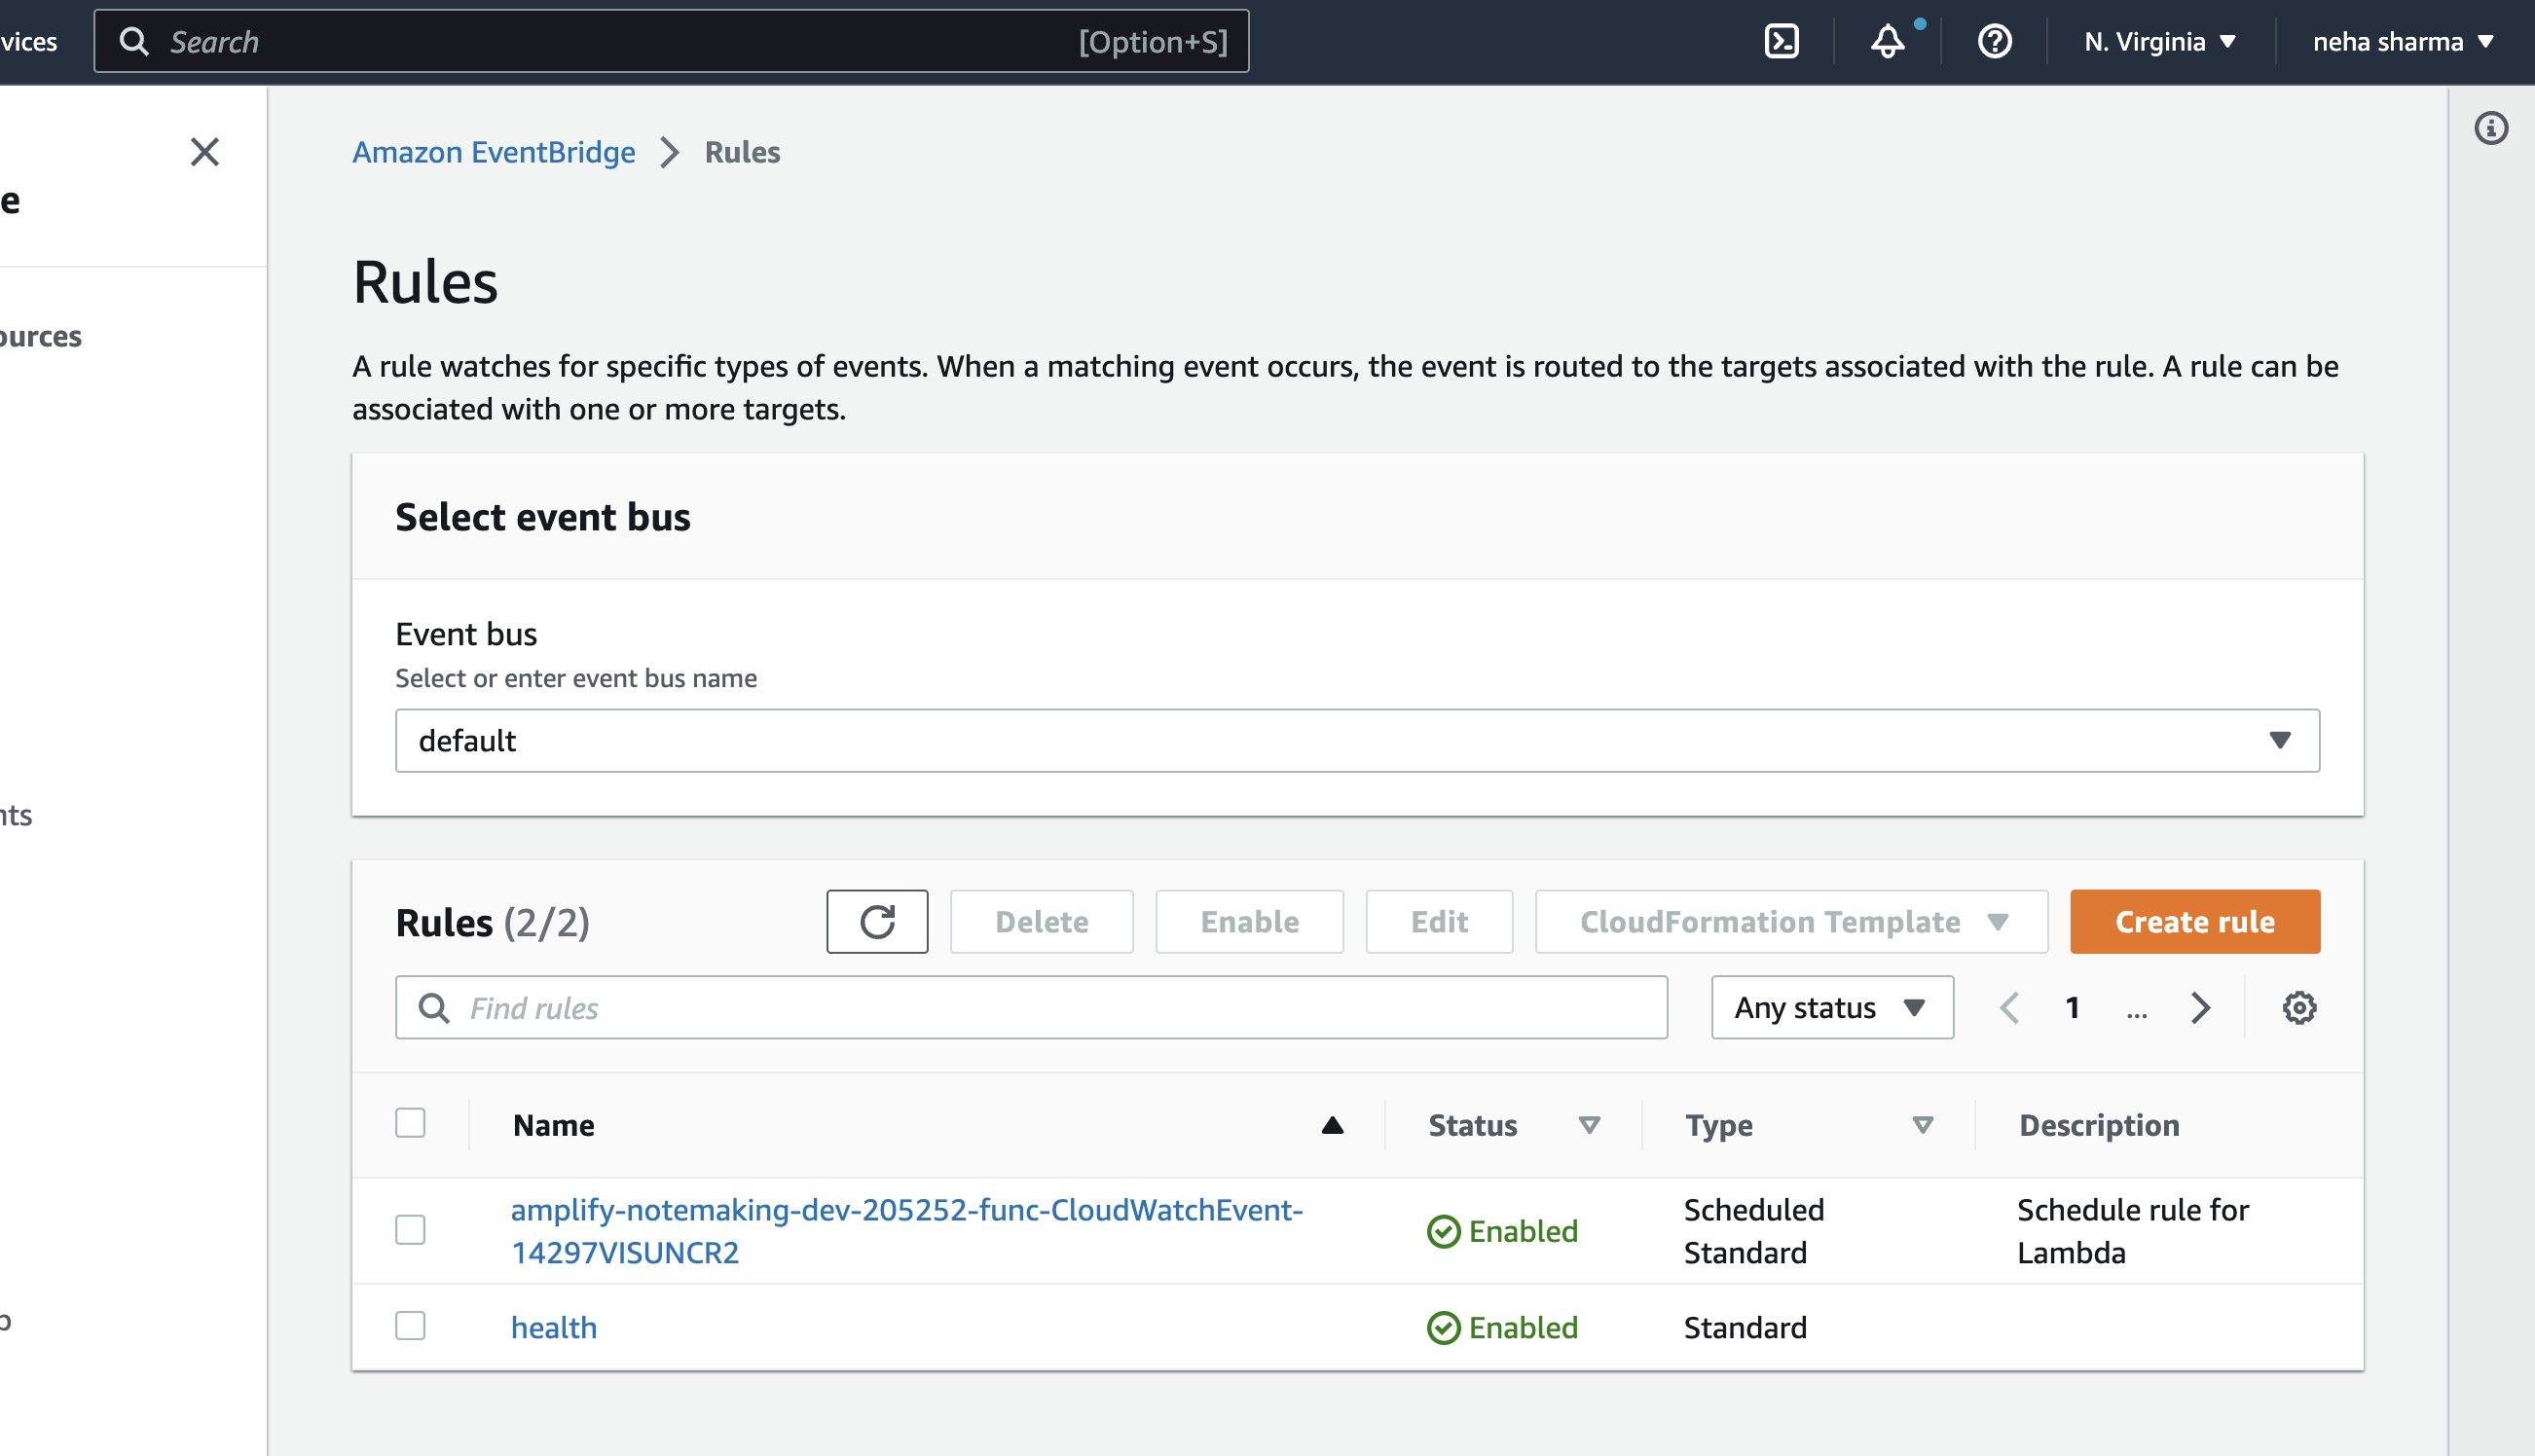 vices
Search [Option+S]
N. Virginia
neha sharma
e
ources
nts
Amazon EventBridge Rules
Rules
A rule watches for specific types of events. When a matching event occurs, the event is routed to the targets associated with the rule. A rule can be
associated with one or more targets.
Select event bus
Event bus
Select or enter event bus name
default
Rules (2/2)
Delete
Enable
Edit
CloudFormation Template
Create rule
Find rules
Any status
1 ...
Name Status Type Description
amplify-notemaking-dev-205252-func-CloudWatchEvent-
14297VISUNCR2
Enabled
Scheduled
Standard
Schedule rule for
Lambda
health Enabled Standard